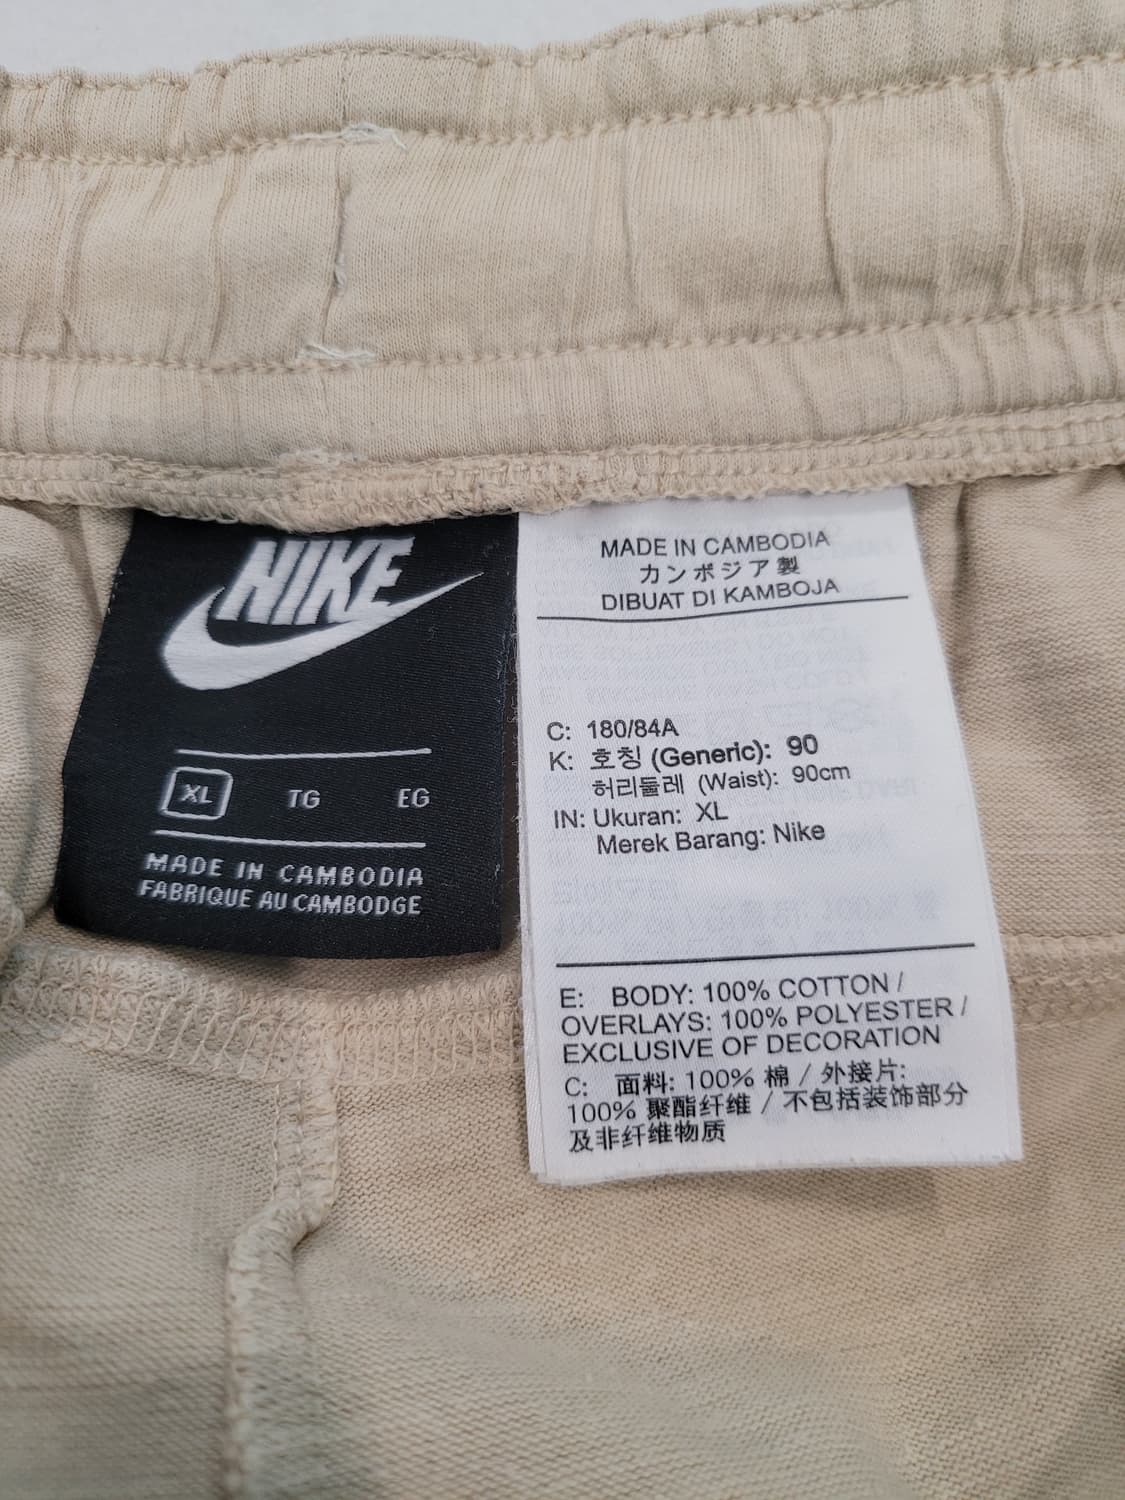 NIKE
XL TG EG
MADE IN CAMBODIA
FABRIQUE AU CAMBODGE
MADE IN CAMBODIA
カンボジア製
DIBUAT DI KAMBOJA
C: 180/84A
K: 호칭 (Generic): 90
허리둘레 (Waist): 90cm
IN: Ukuran: XL
Merek Barang: Nike
E: BODY: 100% COTTON /
OVERLAYS: 100% POLYESTER /
EXCLUSIVE OF DECORATION
C: 面料: 100% 棉 / 外接片:
100% 聚酯纤维 / 不包括装饰部分
及非纤维物质